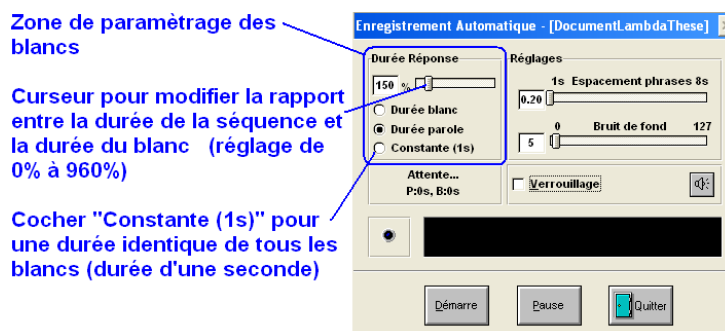 Zone de paramètrage des
blancs
Curseur pour modifier la rapport
entre la durée de la séquence et
la durée du blanc (réglage de
0% à 960%)
Cocher "Constante (1s)" pour
une durée identique de tous les
blancs (durée d'une seconde)
Enregistrement Automatique - [DocumentLambdaThese]
Durée Réponse
150 %
Durée blanc
Durée parole
Constante (1s)
Réglages
1s Espacement phrases 8s
0.20
0 Bruit de fond 127
5
Attente...
P:0s, B:0s
Verrouillage
Démarre
Pause
Quitter